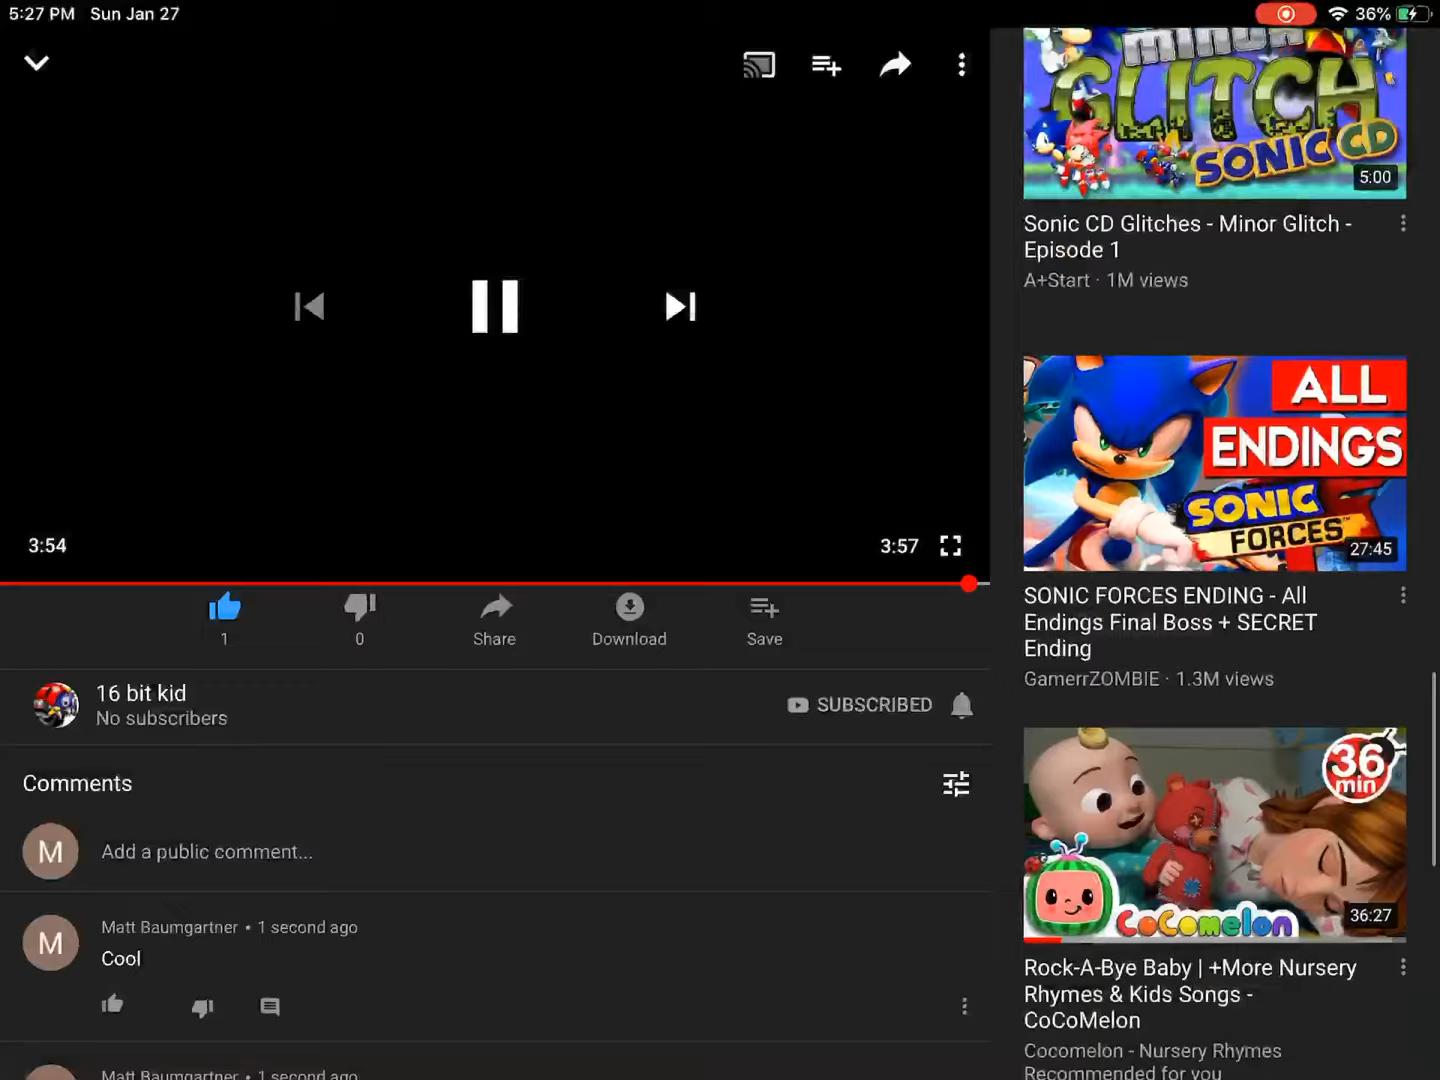 5:27 PM Sun Jan 27
36%
3:54
3:57
1
0
Share
Download
Save
16 bit kid
No subscribers
SUBSCRIBED
Comments
M
Add a public comment...
M
Matt Baumgartner • 1 second ago
Cool
Matt Baumgartner • 1 second ago
MINOR
GLITCH
SONIC CD
5:00
Sonic CD Glitches - Minor Glitch -
Episode 1
A+Start · 1M views
ALL
ENDINGS
SONIC
FORCES
27:45
SONIC FORCES ENDING - All
Endings Final Boss + SECRET
Ending
GamerrZOMBIE · 1.3M views
36
min
CoComelon
36:27
Rock-A-Bye Baby | +More Nursery
Rhymes & Kids Songs -
CoCoMelon
Cocomelon - Nursery Rhymes
Recommended for you